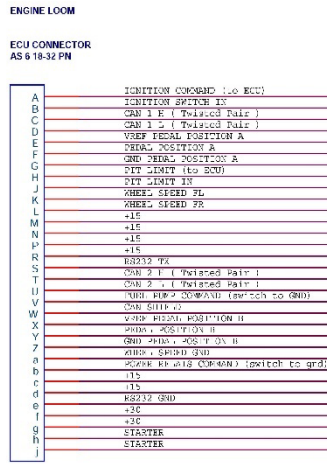 ENGINE LOOM
ECU CONNECTOR
AS 6 18-32 PN
A IGNITION COMMAND (to ECU)
B IGNITION SWITCH IN
C CAN 1 H ( Twisted Pair )
D CAN 1 L ( Twisted Pair )
E VREF PEDAL POSITION A
F PEDAL POSITION A
G GND PEDAL POSITION A
H PIT LIMIT (to ECU)
J PIT LIMIT IN
K WHEEL SPEED FL
L WHEEL SPEED FR
M +15
N +15
P +15
R +15
S RS232 TX
T CAN 2 H ( Twisted Pair )
U CAN 2 L ( Twisted Pair )
V FUEL PUMP COMMAND (switch to GND)
W CAN SHIELD
X VREF PEDAL POSITION B
Y PEDAL POSITION B
Z GND PEDAL POSITION B
a WHEEL SPEED GND
b POWER RELAIS COMMAND (switch to gnd)
c +15
d +15
e RS232 GND
f +30
g +30
h STARTER
j STARTER